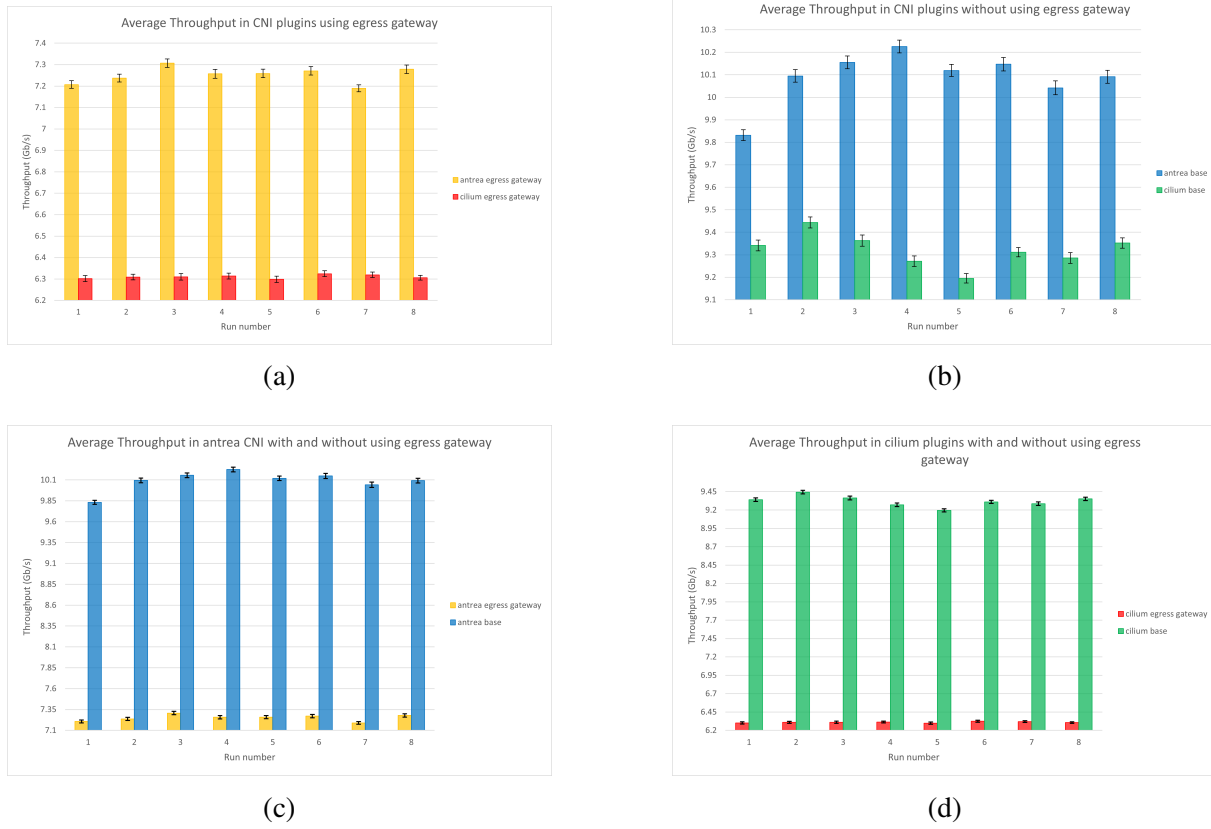 Average Throughput in CNI plugins using egress gateway
7.4
7.3
7.2
7.1
7
6.9
6.8
6.7
6.6
6.5
6.4
6.3
6.2
Throughput (Gb/s)
1 2 3 4 5 6 7 8
Run number
antrea egress gateway
cilium egress gateway
(a)
Average Throughput in CNI plugins without using egress gateway
10.3
10.2
10.1
10
9.9
9.8
9.7
9.6
9.5
9.4
9.3
9.2
9.1
Throughput (Gb/s)
1 2 3 4 5 6 7 8
Run number
antrea base
cilium base
(b)
Average Throughput in antrea CNI with and without using egress gateway
10.1
9.85
9.6
9.35
9.1
8.85
8.6
8.35
8.1
7.85
7.6
7.35
7.1
Throughput (Gb/s)
1 2 3 4 5 6 7 8
Run number
antrea egress gateway
antrea base
(c)
Average Throughput in cilium plugins with and without using egress
gateway
9.45
9.2
8.95
8.7
8.45
8.2
7.95
7.7
7.45
7.2
6.95
6.7
6.45
6.2
Throughput (Gb/s)
1 2 3 4 5 6 7 8
Run number
cilium egress gateway
cilium base
(d)